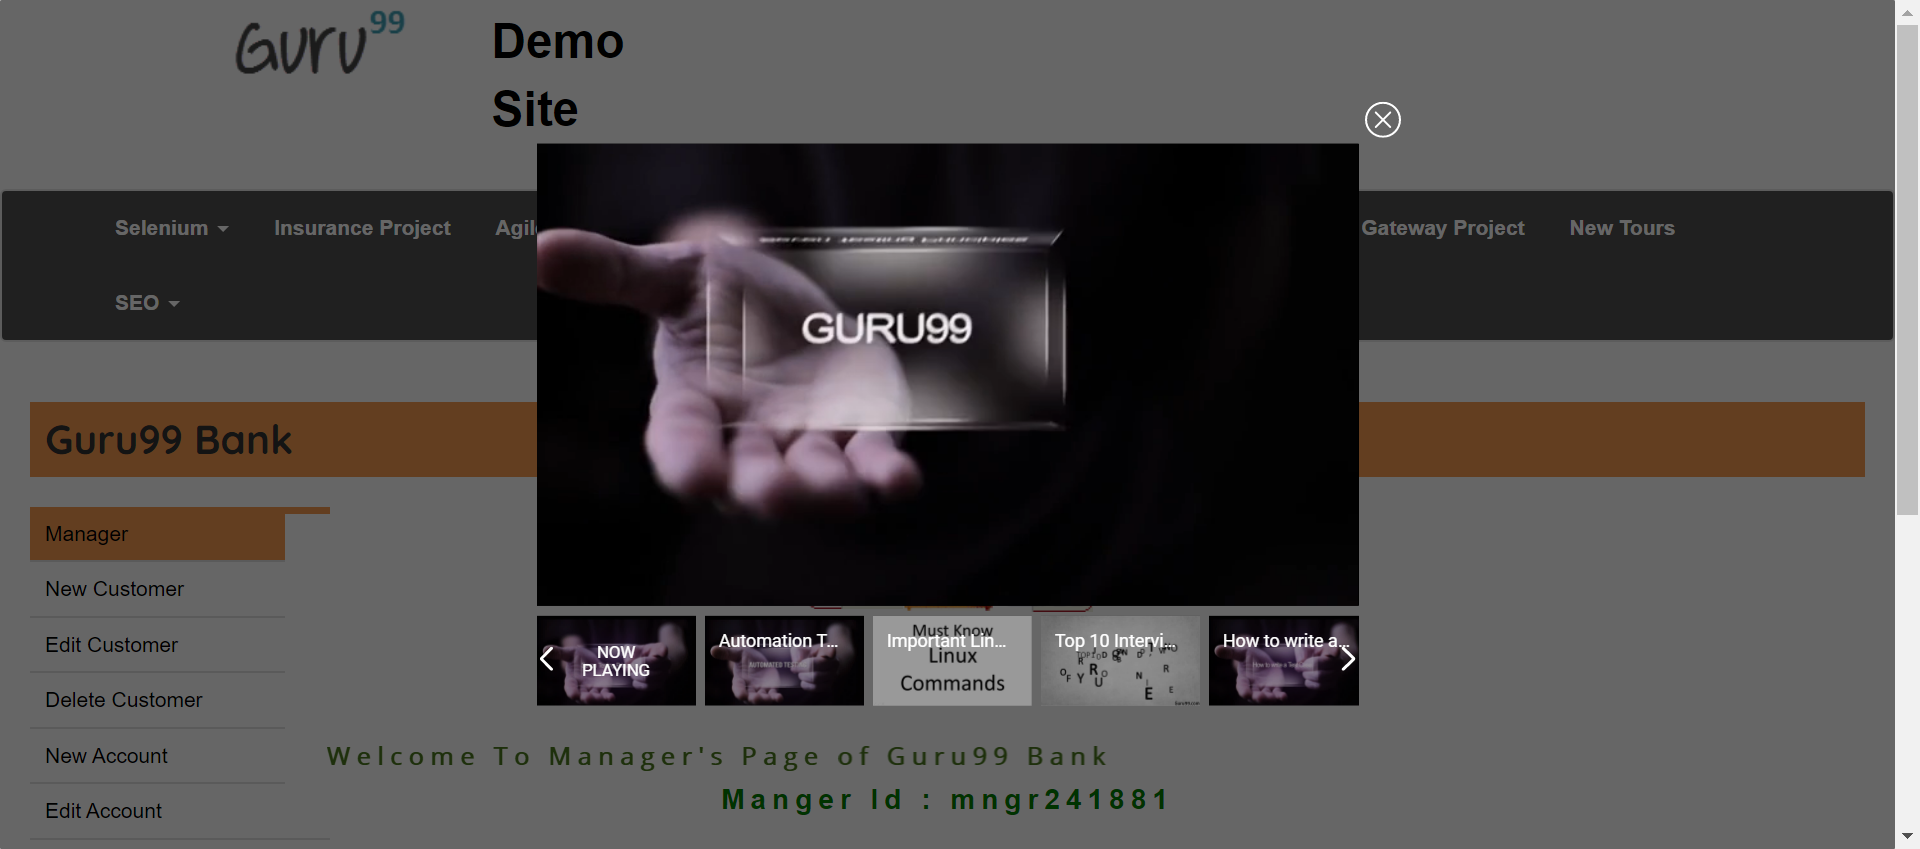 Guru99
Demo
Site
Selenium
Insurance Project
Agil
Gateway Project
New Tours
SEO
GURU99
Guru99 Bank
Manager
New Customer
Edit Customer
Delete Customer
New Account
Edit Account
NOW
PLAYING
Automation T...
AUTOMATED TESTING
Important Lin...
Must Know
Linux
Commands
Top 10 Intervi...
How to write a...
Welcome To Manager's Page of Guru99 Bank
Manger Id : mngr241881